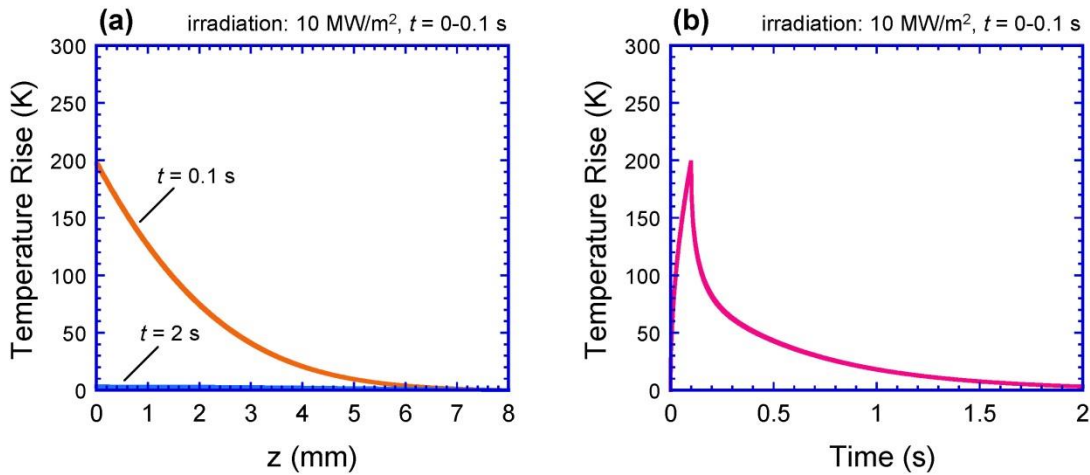 (a)
irradiation: 10 MW/m², t = 0-0.1 s
300
250
200
150
100
50
0
Temperature Rise (K)
t = 0.1 s
t = 2 s
0 1 2 3 4 5 6 7 8
z (mm)
(b)
irradiation: 10 MW/m², t = 0-0.1 s
300
250
200
150
100
50
0
Temperature Rise (K)
0 0.5 1 1.5 2
Time (s)